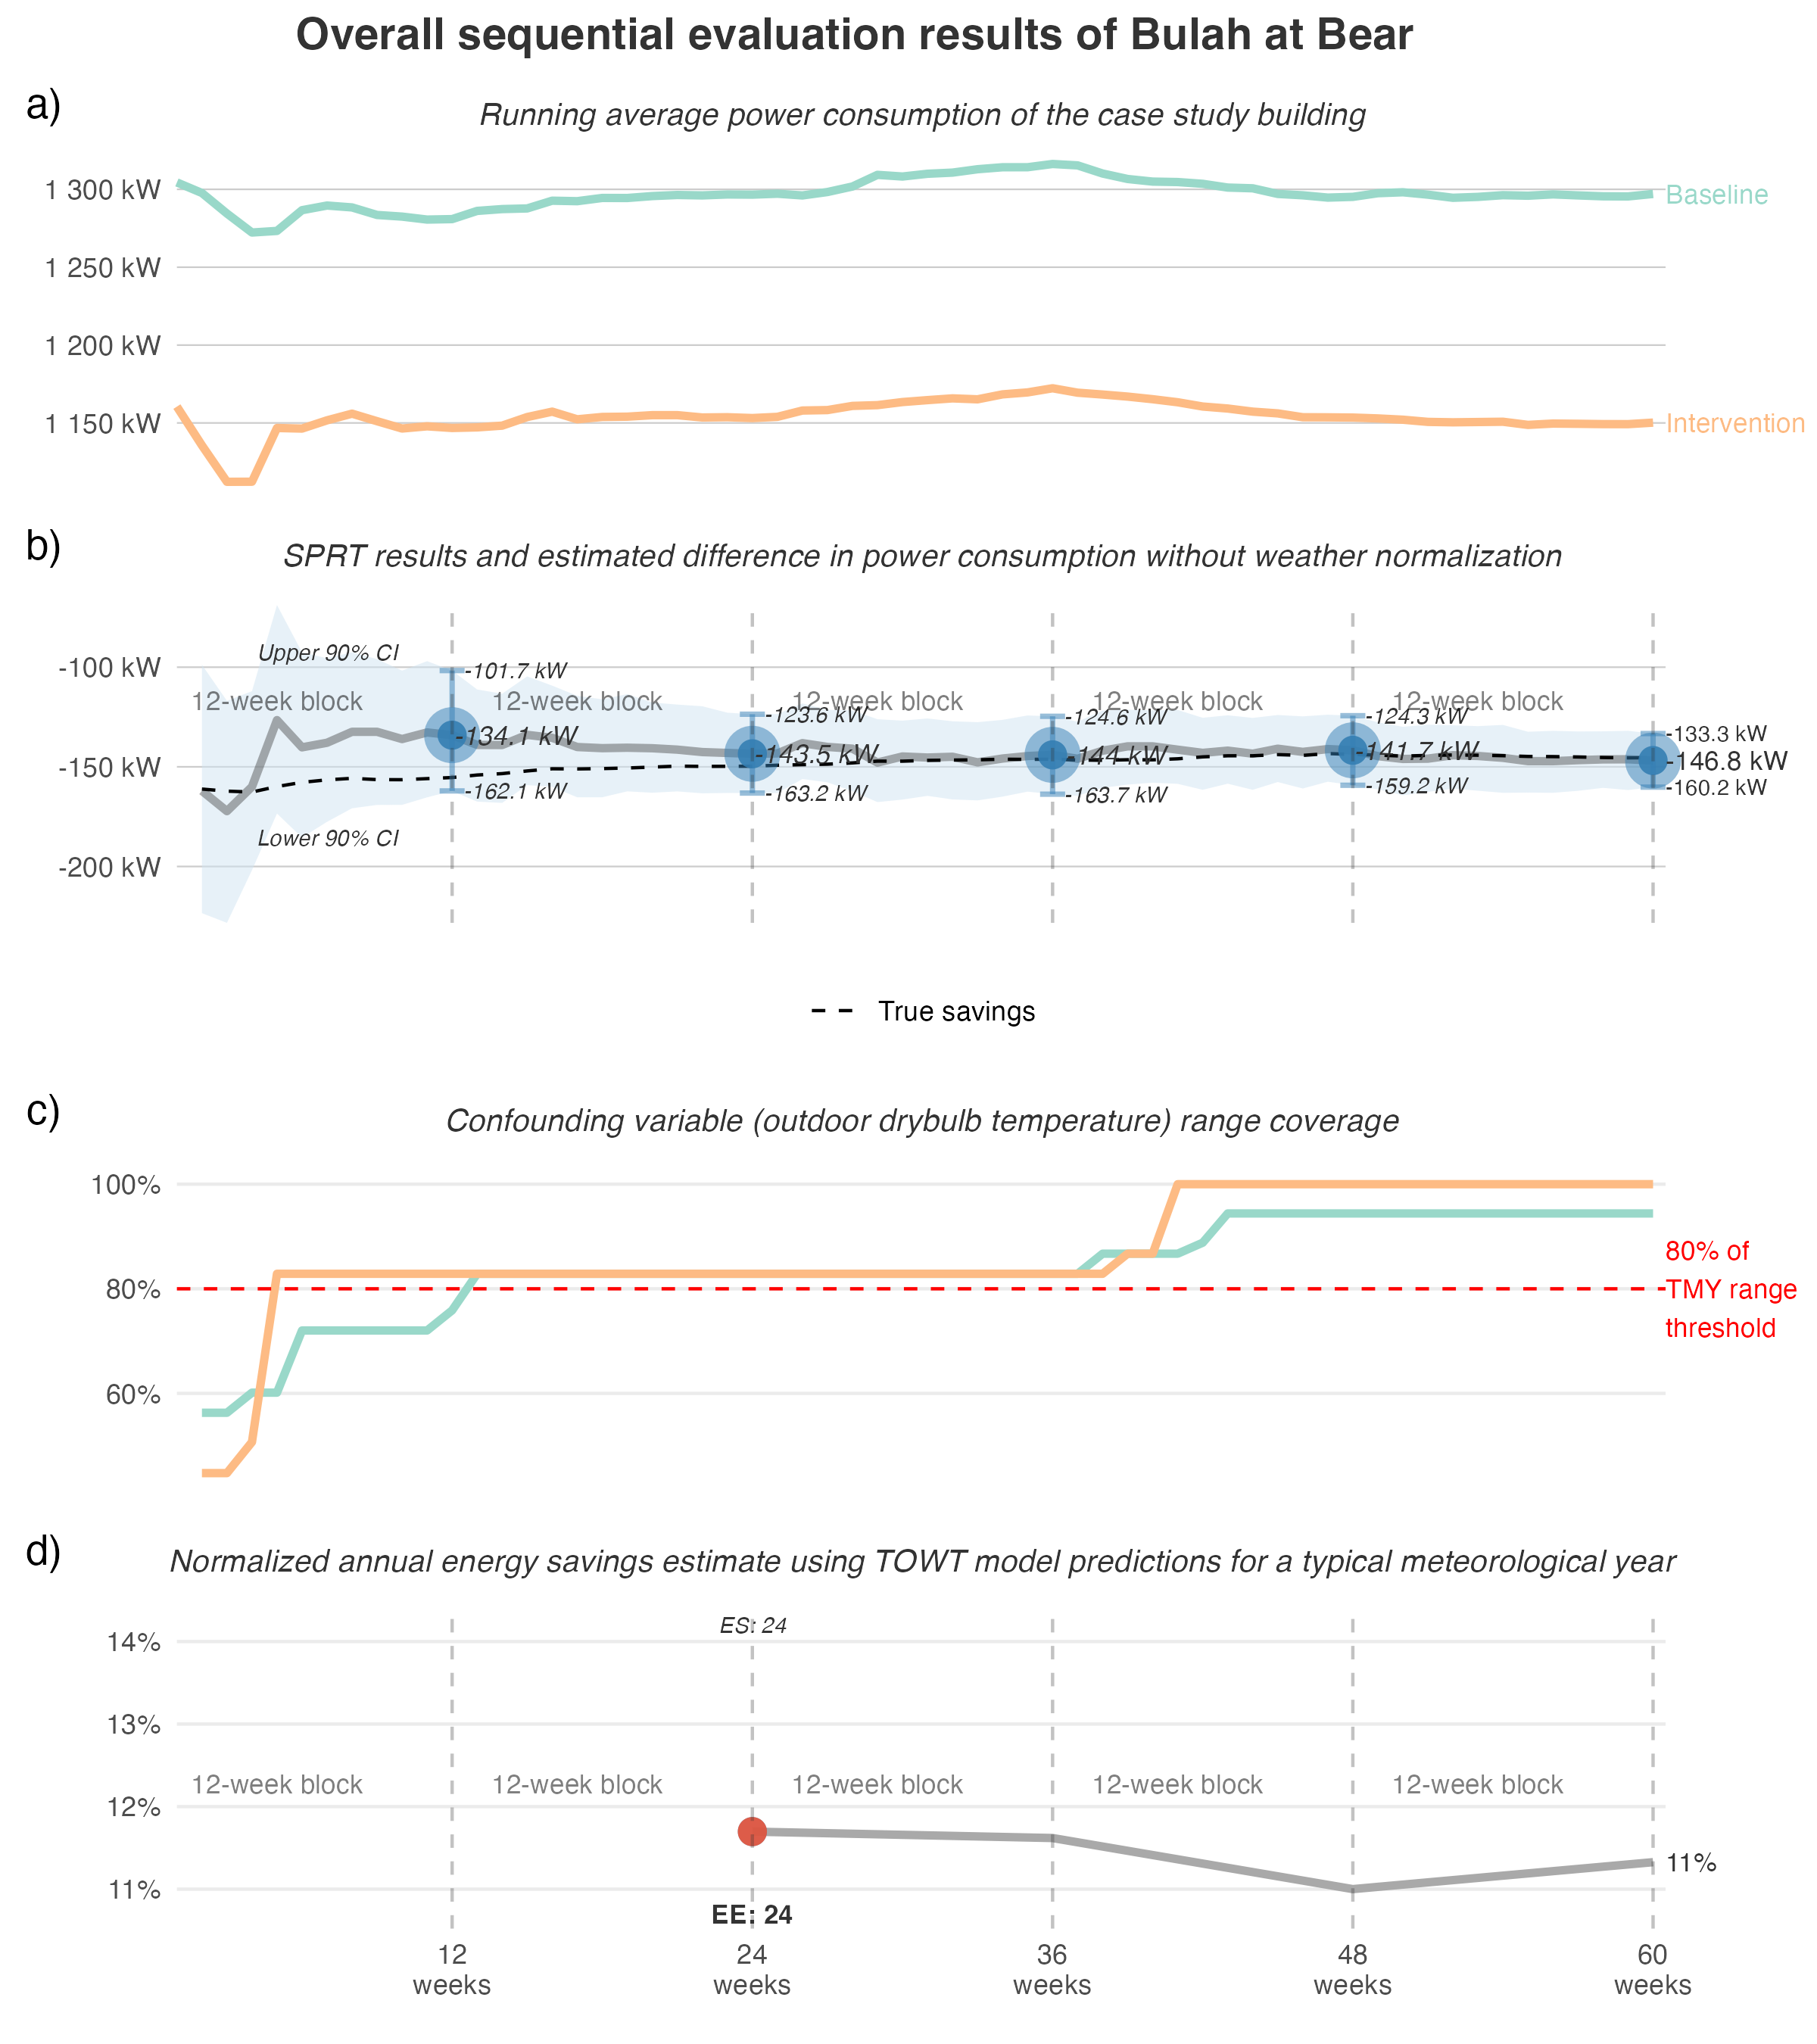 Overall sequential evaluation results of Bulah at Bear
a)
Running average power consumption of the case study building
1 300 kW
1 250 kW
1 200 kW
1 150 kW
Baseline
Intervention
b)
SPRT results and estimated difference in power consumption without weather normalization
-100 kW
-150 kW
-200 kW
Upper 90% CI
Lower 90% CI
12-week block
12-week block
12-week block
12-week block
12-week block
-101.7 kW
-134.1 kW
-162.1 kW
-123.6 kW
-143.5 kW
-163.2 kW
-124.6 kW
-144 kW
-163.7 kW
-124.3 kW
-141.7 kW
-159.2 kW
-133.3 kW
-146.8 kW
-160.2 kW
True savings
c)
Confounding variable (outdoor drybulb temperature) range coverage
100%
80%
60%
80% of
TMY range
threshold
d)
Normalized annual energy savings estimate using TOWT model predictions for a typical meteorological year
14%
13%
12%
11%
ES: 24
12-week block
12-week block
12-week block
12-week block
12-week block
11%
EE: 24
12
weeks
24
weeks
36
weeks
48
weeks
60
weeks